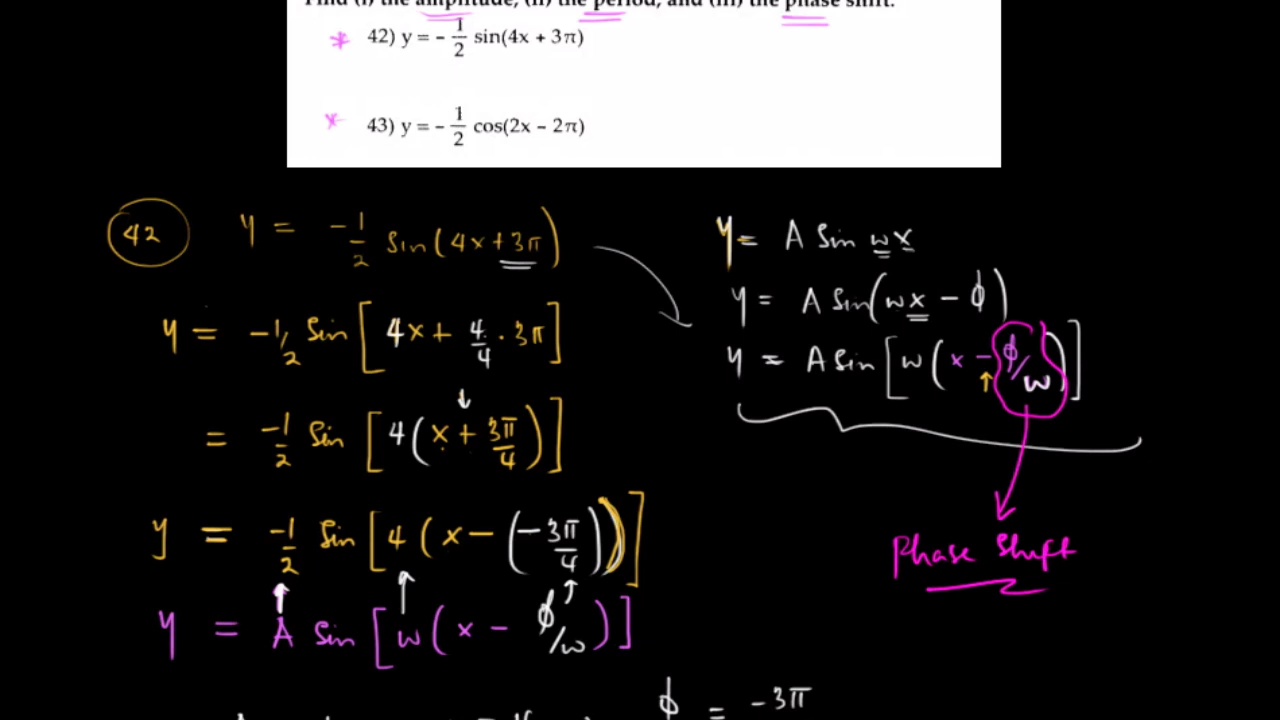 Find (i) the amplitude, (ii) the period, and (iii) the phase shift.
* 42) y = - 1/2 sin(4x + 3π)
* 43) y = - 1/2 cos(2x - 2π)
42 y = -1/2 Sin(4x+3π)
y = -1/2 Sin[4x + 4/4 · 3π]
= -1/2 Sin[4(x + 3π/4)]
y = -1/2 Sin[4(x-(-3π/4))]
y = A Sin[w(x - ϕ/w)]
ϕ = -3π
y = A Sin wx
y = A Sin(wx - ϕ)
y = A Sin[w(x - ϕ/w)]
Phase Shift